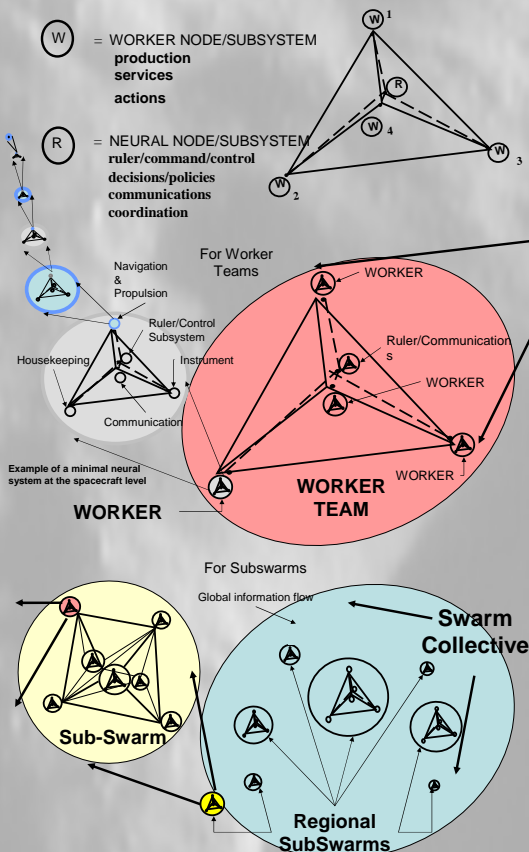 W
= WORKER NODE/SUBSYSTEM
production
services
actions
W 1
R
W
4
W 3
W
2
R
= NEURAL NODE/SUBSYSTEM
ruler/command/control
decisions/policies
communications
coordination
For Worker
Teams
Navigation
&
Propulsion
Ruler/Control
Subsystem
Housekeeping
Instrument
Communication
Example of a minimal neural
system at the spacecraft level
WORKER
Ruler/Communication
s
WORKER
WORKER
WORKER
TEAM
WORKER
For Subswarms
Global information flow
Swarm
Collective
Sub-Swarm
Regional
SubSwarms